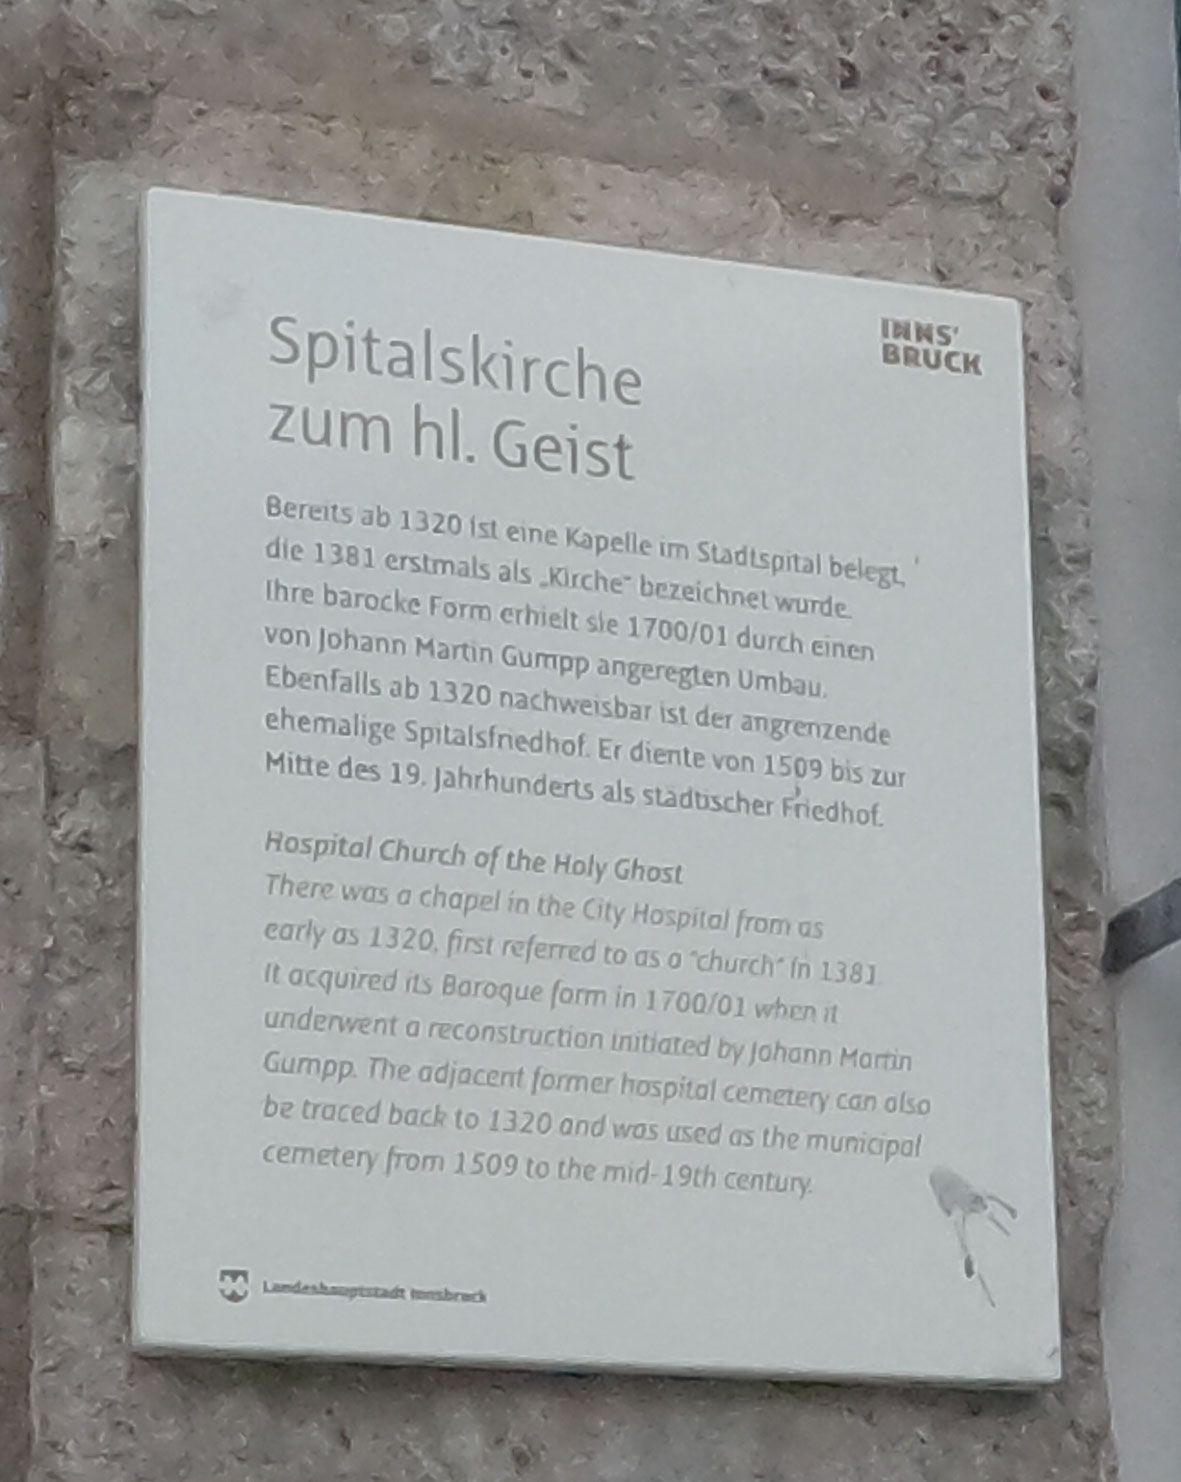 INNS'
BRUCK
Spitalskirche
zum hl. Geist
Bereits ab 1320 ist eine Kapelle im Stadtspital belegt,
die 1381 erstmals als „Kirche“ bezeichnet wurde.
Ihre barocke Form erhielt sie 1700/01 durch einen
von Johann Martin Gumpp angeregten Umbau.
Ebenfalls ab 1320 nachweisbar ist der angrenzende
ehemalige Spitalsfriedhof. Er diente von 1509 bis zur
Mitte des 19. Jahrhunderts als städtischer Friedhof.
Hospital Church of the Holy Ghost
There was a chapel in the City Hospital from as
early as 1320, first referred to as a "church" in 1381.
It acquired its Baroque form in 1700/01 when it
underwent a reconstruction initiated by Johann Martin
Gumpp. The adjacent former hospital cemetery can also
be traced back to 1320 and was used as the municipal
cemetery from 1509 to the mid-19th century.
Landeshauptstadt Innsbruck